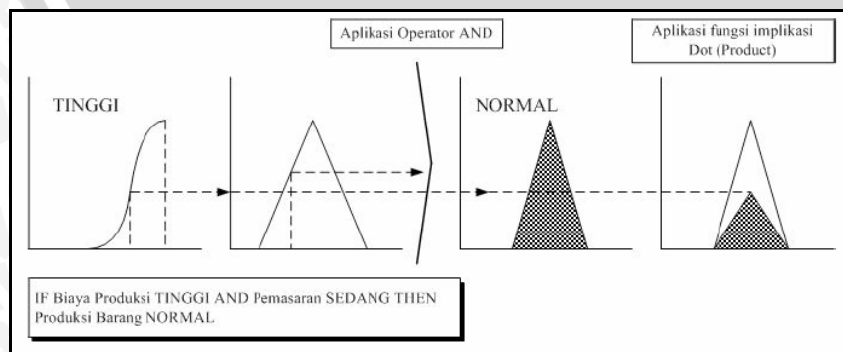 Aplikasi Operator AND
Aplikasi fungsi implikasi
Dot (Product)
TINGGI
NORMAL
IF Biaya Produksi TINGGI AND Pemasaran SEDANG THEN
Produksi Barang NORMAL